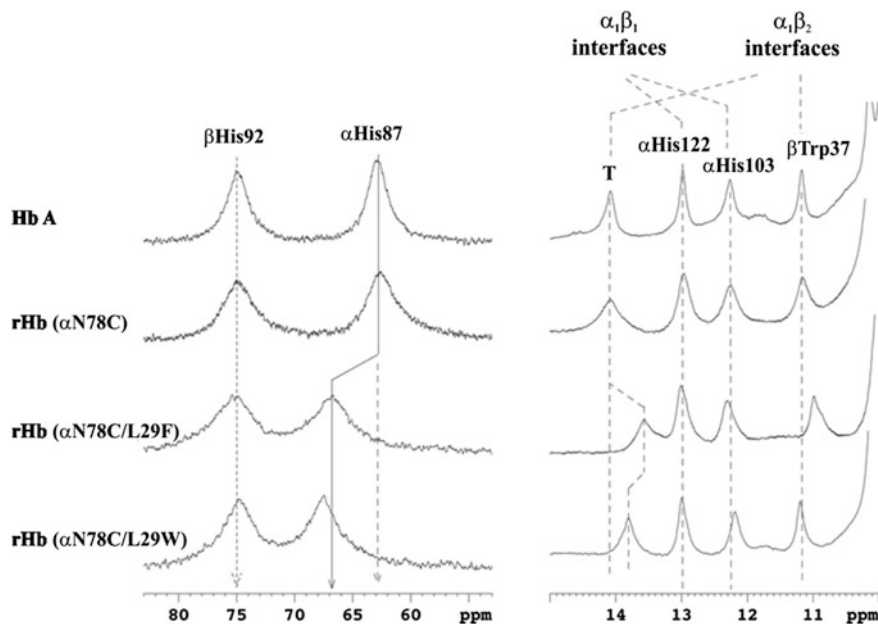 α₁β₁ α₁β₂
interfaces interfaces
βHis92 αHis87 T αHis122 αHis103 βTrp37
Hb A
rHb (αN78C)
rHb (αN78C/L29F)
rHb (αN78C/L29W)
80 75 70 65 60 ppm 14 13 12 11 ppm